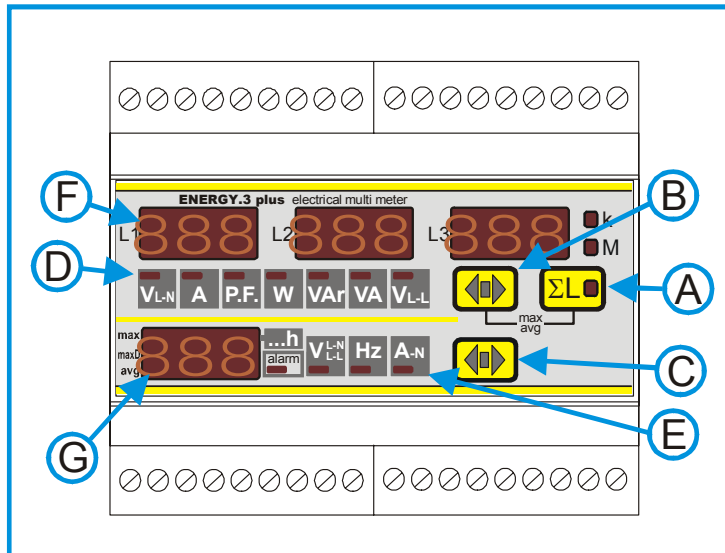 ENERGY.3 plus electrical multi meter
B
F
L1 888 L2 888 L3 888 k
M
D
VL-N A P.F. W VAr VA VL-L
ΣL
A
max
avg
max
maxD
avg
888
...h
alarm
V L-N L-L Hz A-N
C
E
G